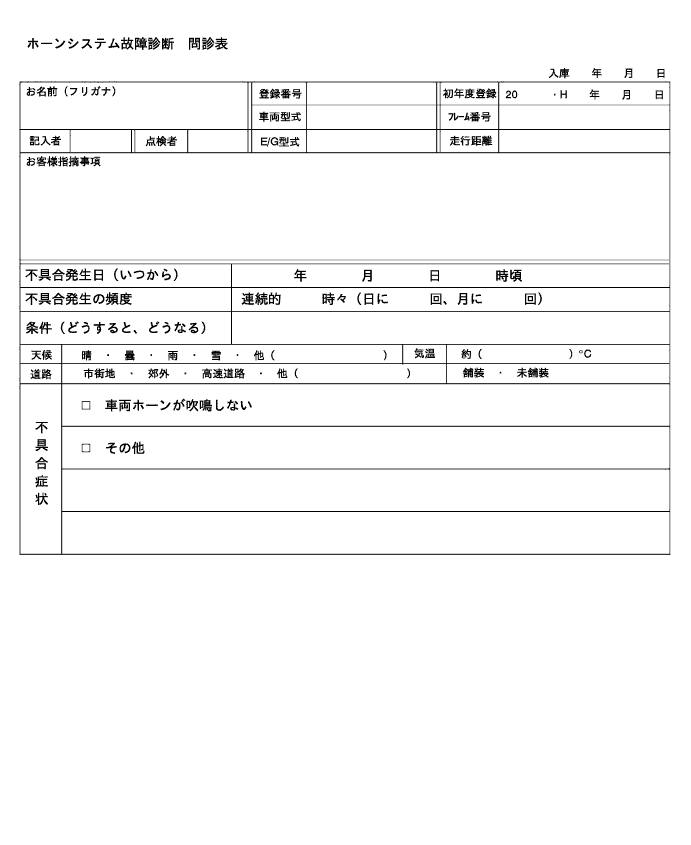 ホーンシステム故障診断　問診表
入庫　　年　　月　　日
お名前（フリガナ）　登録番号　初年度登録　20　　・H　　年　　月　　日
車両型式　フレーム番号
記入者　点検者　E/G型式　走行距離
お客様指摘事項
不具合発生日（いつから）　　年　　月　　日　　時頃
不具合発生の頻度　連続的　　時々（日に　　回、月に　　回）
条件（どうすると、どうなる）
天候　晴　・　曇　・　雨　・　雪　・　他（　　　　）　気温　約（　　　　）℃
道路　市街地　・　郊外　・　高速道路　・　他（　　　　）　舗装　・　未舗装
不具合症状
□　車両ホーンが吹鳴しない
□　その他